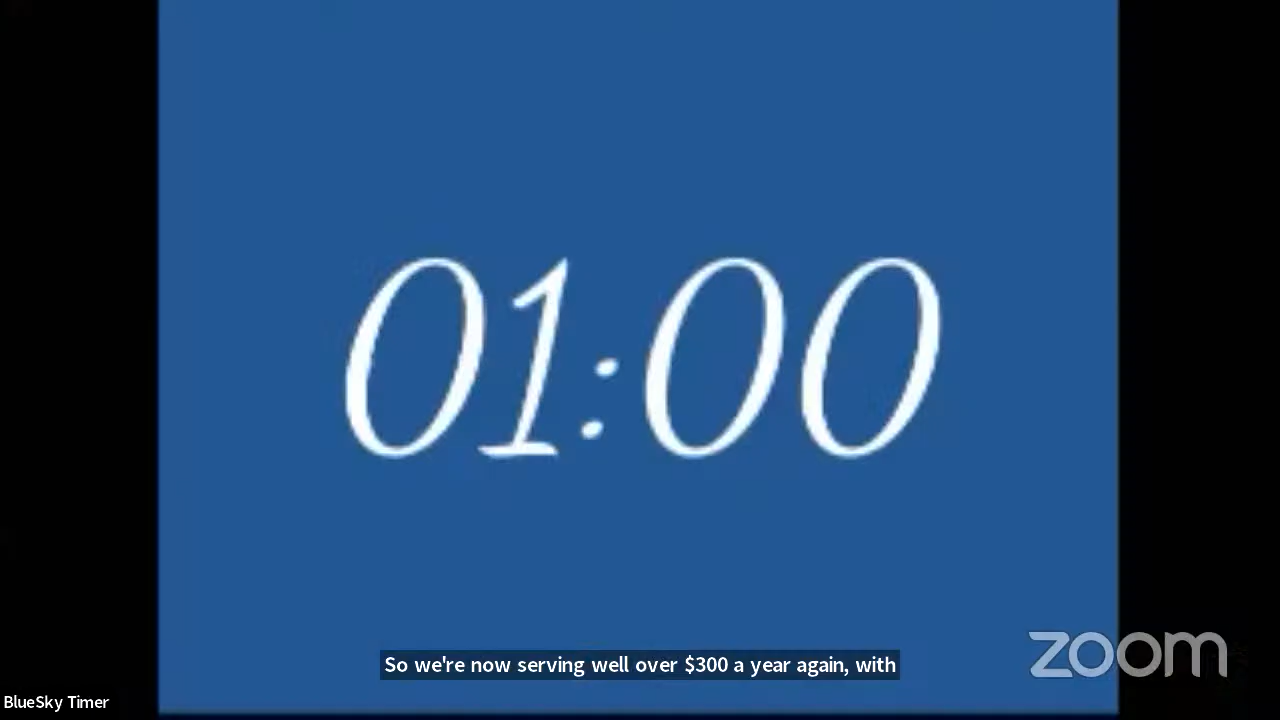 01:00
So we're now serving well over $300 a year again, with
zoom
BlueSky Timer